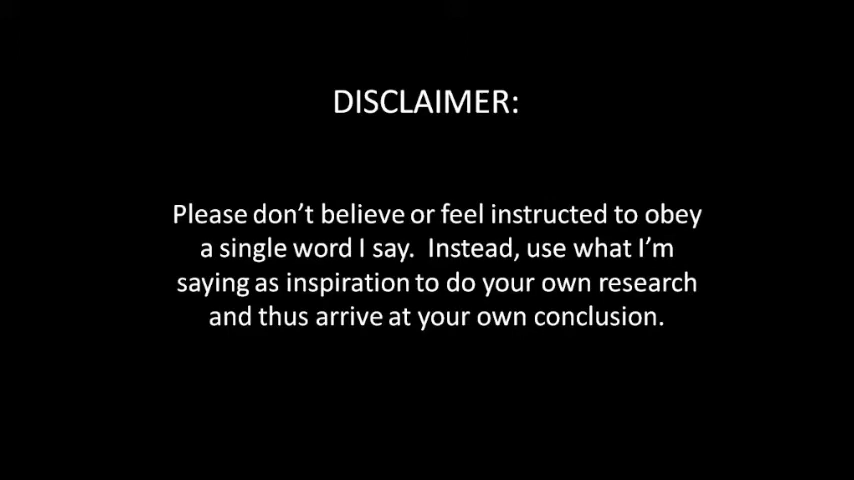 DISCLAIMER:
Please don’t believe or feel instructed to obey
a single word I say.  Instead, use what I’m
saying as inspiration to do your own research
and thus arrive at your own conclusion.